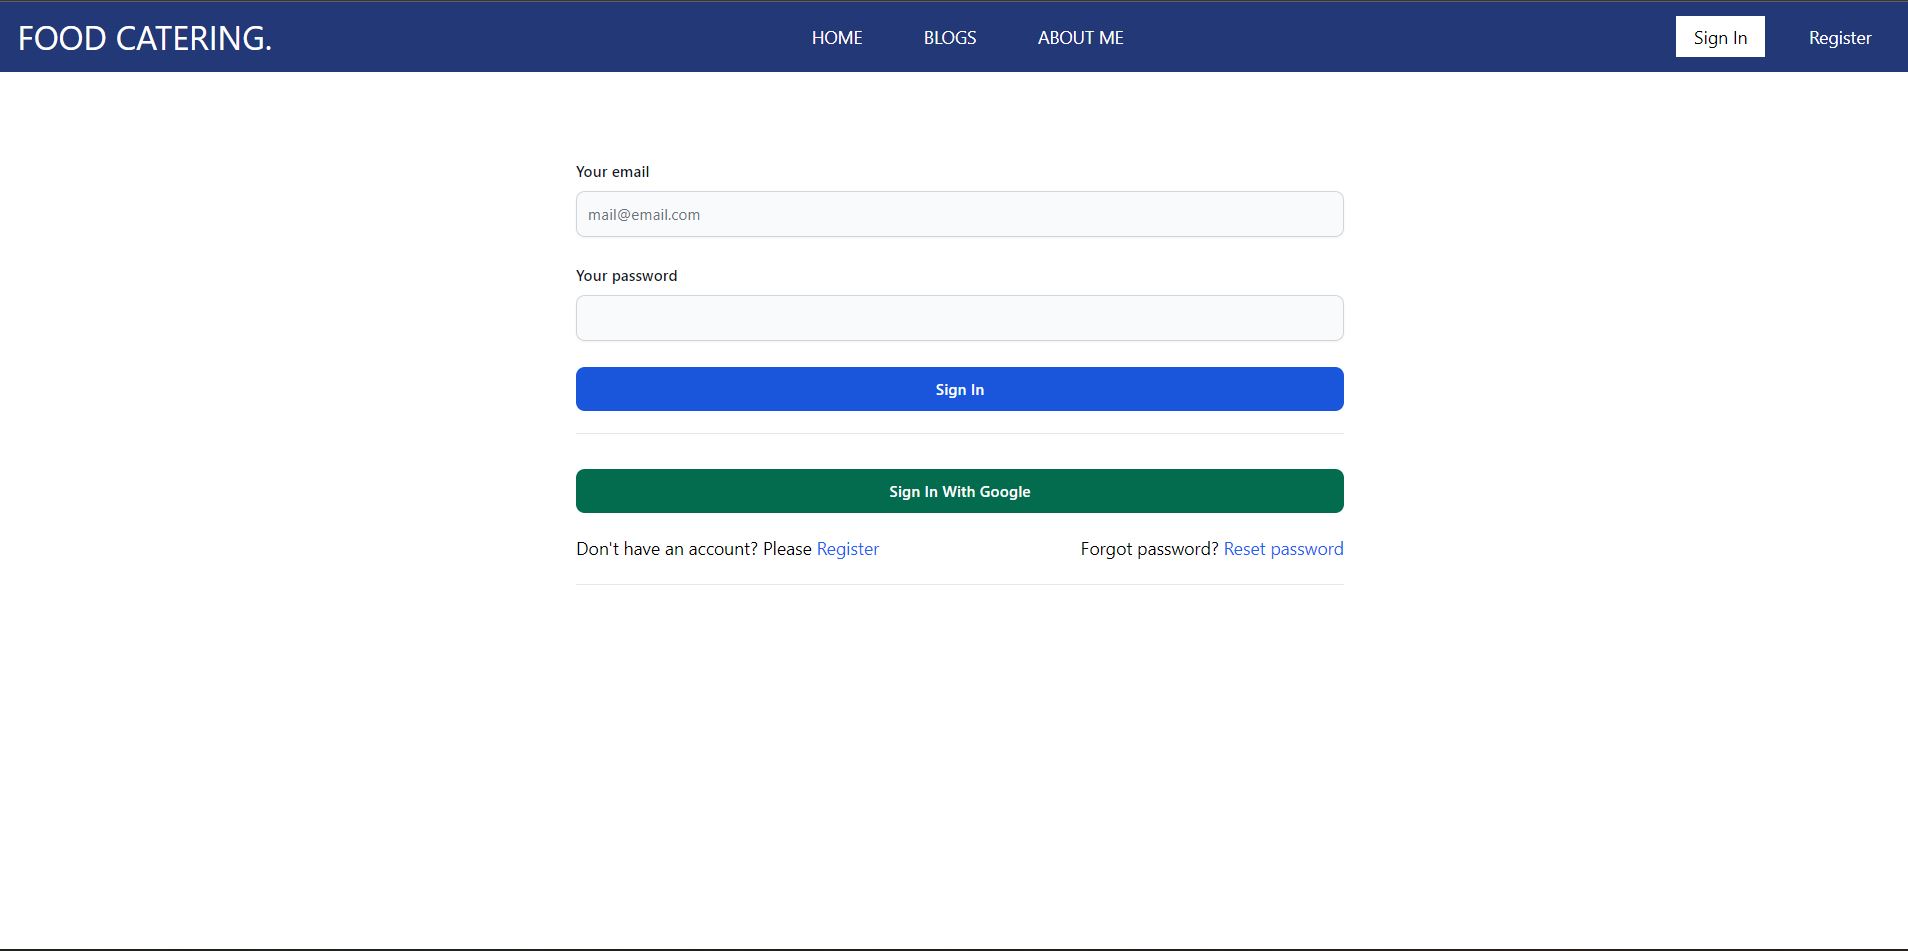 FOOD CATERING. HOME BLOGS ABOUT ME Sign In Register
Your email
mail@email.com
Your password
Sign In
Sign In With Google
Don't have an account? Please Register Forgot password? Reset password